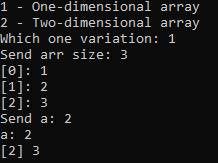 1 - One-dimensional array
2 - Two-dimensional array
Which one variation: 1
Send arr size: 3
[0]: 1
[1]: 2
[2]: 3
Send a: 2
a: 2
[2] 3